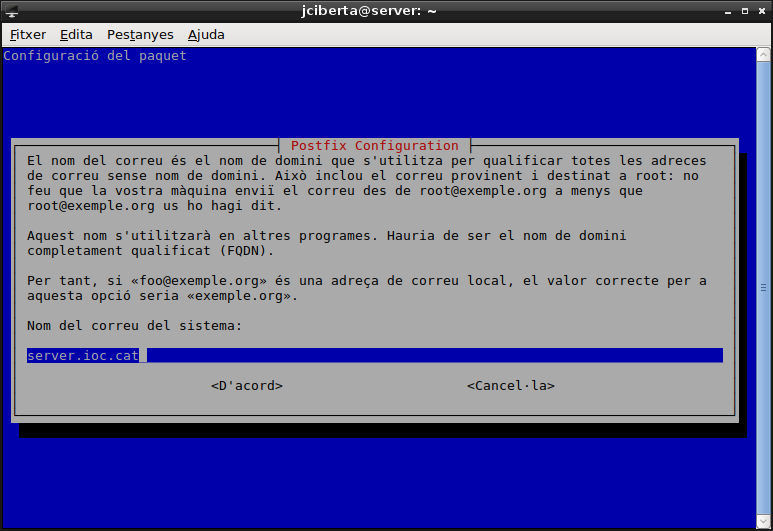 jciberta@server: ~
Fitxer Edita Pestanyes Ajuda
Configuració del paquet
Postfix Configuration
El nom del correu és el nom de domini que s'utilitza per qualificar totes les adreces
de correu sense nom de domini. Això inclou el correu provinent i destinat a root: no
feu que la vostra màquina enviï el correu des de root@exemple.org a menys que
root@exemple.org us ho hagi dit.
Aquest nom s'utilitzarà en altres programes. Hauria de ser el nom de domini
completament qualificat (FQDN).
Per tant, si «foo@exemple.org» és una adreça de correu local, el valor correcte per a
aquesta opció seria «exemple.org».
Nom del correu del sistema:
server.ioc.cat
<D'acord> <Cancel·la>